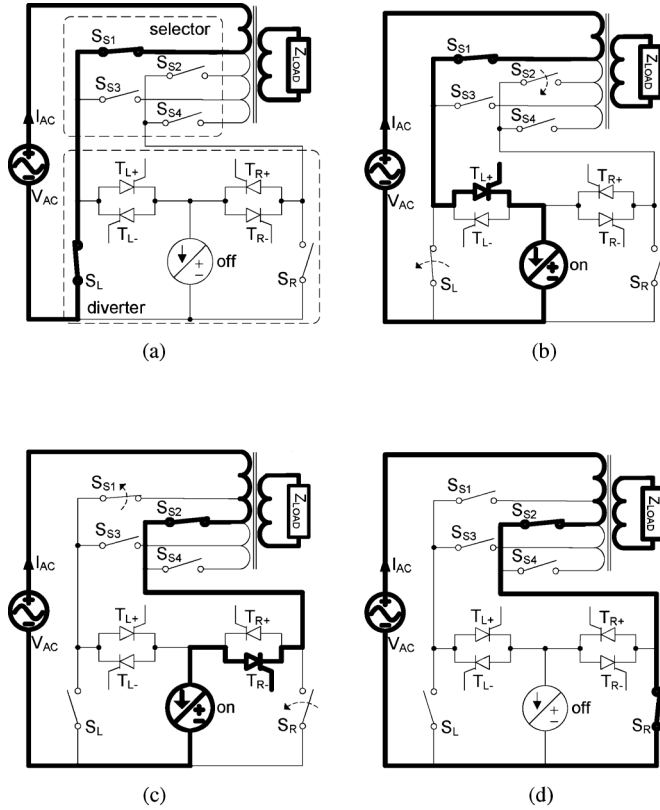 S_S1 selector
Z_LOAD
S_S3 S_S2
I_AC S_S4
T_L+ T_R+
V_AC
T_L- T_R-
off
S_L S_R
diverter
(a)
S_S1
Z_LOAD
S_S2
S_S3
I_AC S_S4
T_L+ T_R+
V_AC
T_L- T_R-
on
S_L S_R
(b)
S_S1
Z_LOAD
S_S2
S_S3
I_AC S_S4
T_L+ T_R+
V_AC
T_L- T_R-
on
S_L S_R
(c)
S_S1
Z_LOAD
S_S2
S_S3
I_AC S_S4
T_L+ T_R+
V_AC
T_L- T_R-
off
S_L S_R
(d)